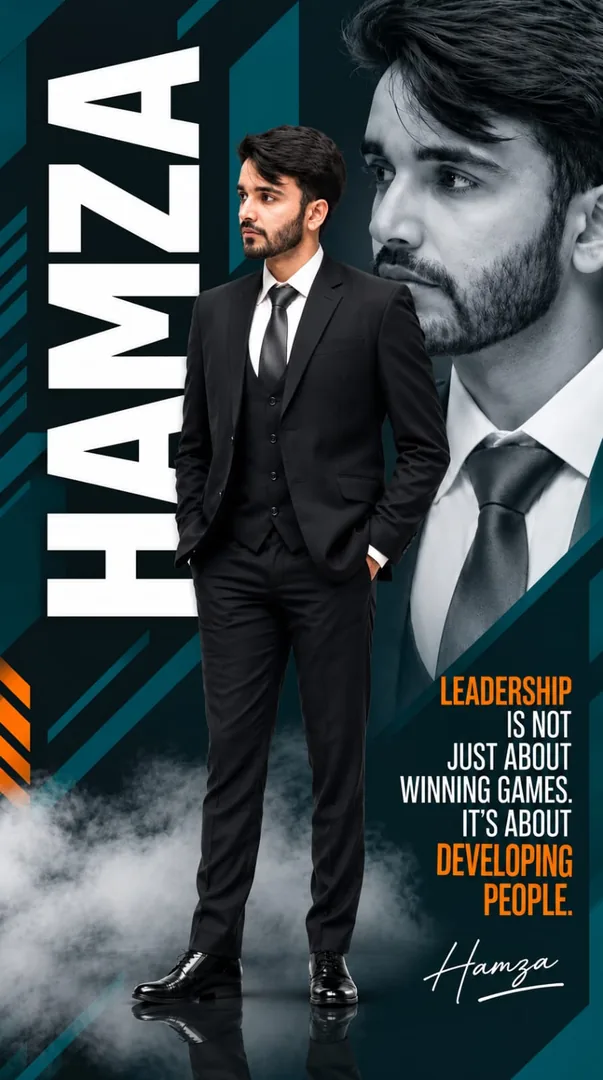 HAMZA
LEADERSHIP
IS NOT
JUST ABOUT
WINNING GAMES.
IT'S ABOUT
DEVELOPING
PEOPLE.
Hamza